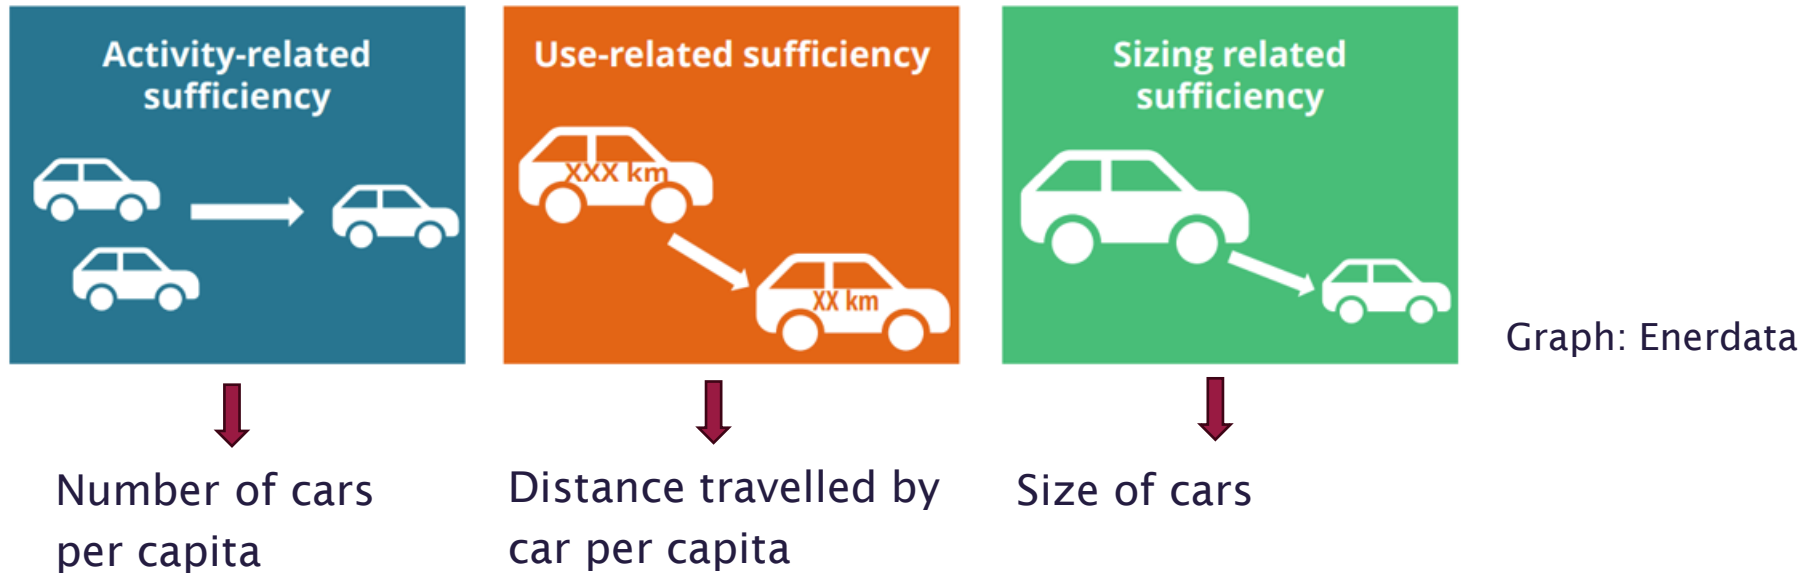 Activity-related
sufficiency
Use-related sufficiency
XXX km
XX km
Sizing related
sufficiency
Graph: Enerdata
Number of cars
per capita
Distance travelled by
car per capita
Size of cars